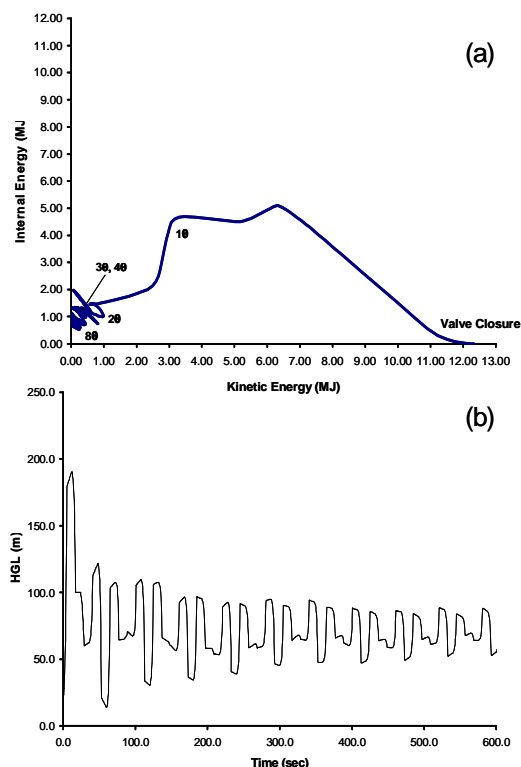 12.00
11.00
(a)
10.00
9.00
8.00
7.00
6.00
5.00
4.00
3.00
2.00
1.00
0.00
Internal Energy (MJ
10
30, 40
20
80
Valve Closure
0.00 1.00 2.00 3.00 4.00 5.00 6.00 7.00 8.00 9.00 10.00 11.00 12.00 13.00
Kinetic Energy (MJ)
250.0
(b)
200.0
150.0
100.0
50.0
0.0
HGL (m)
0.0 100.0 200.0 300.0 400.0 500.0 600.0
Time (sec)